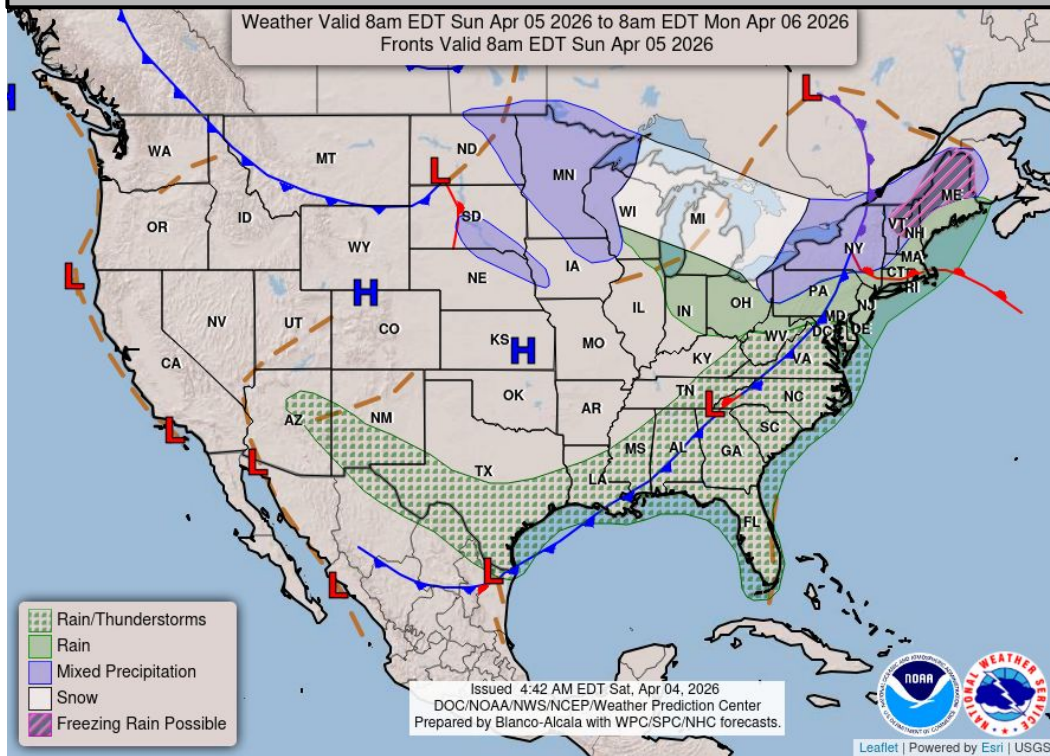 Weather Valid 8am EDT Sun Apr 05 2026 to 8am EDT Mon Apr 06 2026
Fronts Valid 8am EDT Sun Apr 05 2026
L
H
WA
MT
ND
L
MN
ME
OR
ID
SD
WI
MI
VT
NH
WY
NY
MA
L
IA
CT
RI
NE
PA
H
NV
UT
CO
IL
IN
OH
NJ
MD
DE
DC
KS
H
MO
WV
VA
CA
KY
OK
TN
NC
L
AR
AZ
NM
SC
L
MS
AL
GA
L
TX
LA
FL
L
L
Rain/Thunderstorms
Rain
Mixed Precipitation
Snow
Freezing Rain Possible
Issued 4:42 AM EDT Sat, Apr 04, 2026
DOC/NOAA/NWS/NCEP/Weather Prediction Center
Prepared by Blanco-Alcala with WPC/SPC/NHC forecasts.
NOAA
NATIONAL WEATHER SERVICE
Leaflet | Powered by Esri | USGS